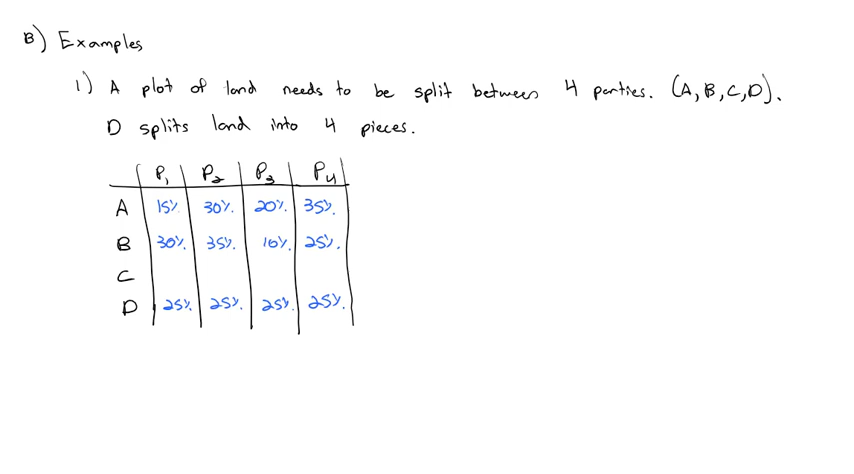 B) Examples
1) A plot of land needs to be split between 4 parties. (A, B, C, D).
D splits land into 4 pieces.
P₁ P₂ P₃ P₄
A 15% 30% 20% 35%
B 30% 35% 10% 25%
C
D 25% 25% 25% 25%